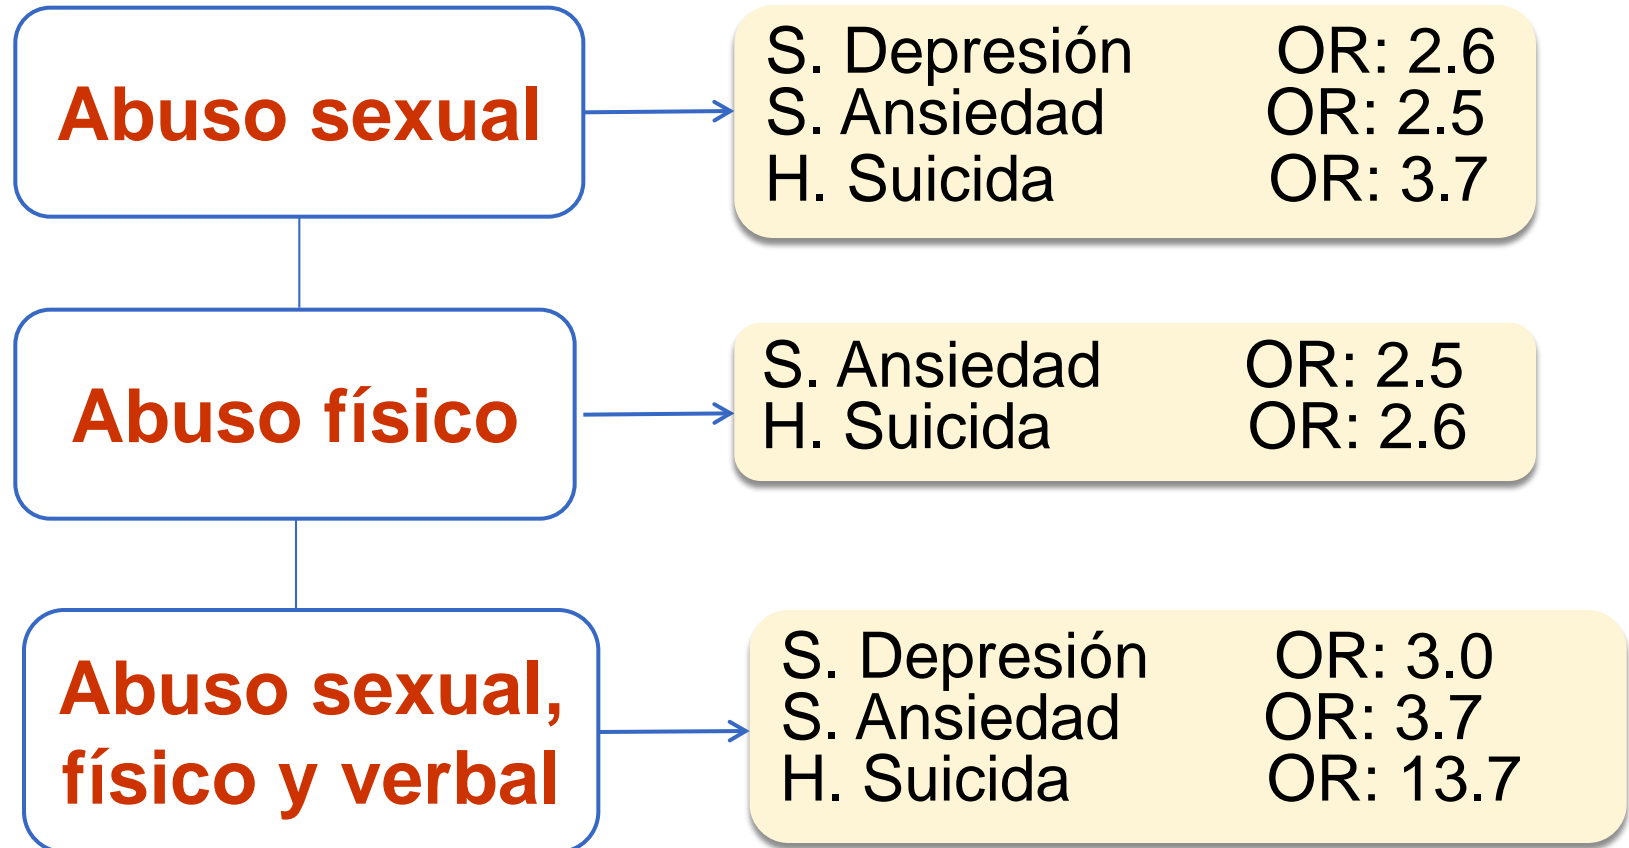 Abuso sexual
S. Depresión OR: 2.6
S. Ansiedad OR: 2.5
H. Suicida OR: 3.7
Abuso físico
S. Ansiedad OR: 2.5
H. Suicida OR: 2.6
Abuso sexual,
físico y verbal
S. Depresión OR: 3.0
S. Ansiedad OR: 3.7
H. Suicida OR: 13.7